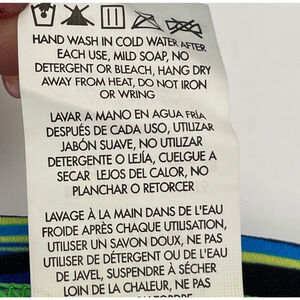 HAND WASH IN COLD WATER AFTER
EACH USE, MILD SOAP, NO
DETERGENT OR BLEACH, HANG DRY
AWAY FROM HEAT, DO NOT IRON
OR WRING
LAVAR A MANO EN AGUA FRÍA
DESPUÉS DE CADA USO, UTILIZAR
JABÓN SUAVE, NO UTILIZAR
DETERGENTE O LEJÍA, CUELGUE A
SECAR LEJOS DEL CALOR, NO
PLANCHAR O RETORCER
LAVAGE À LA MAIN DANS DE L'EAU
FROIDE APRÈS CHAQUE UTILISATION,
UTILISER UN SAVON DOUX, NE PAS
UTILISER DE DÉTERGENT OU DE L'EAU
DE JAVEL, SUSPENDRE À SÉCHER
LOIN DE LA CHALEUR, NE PAS